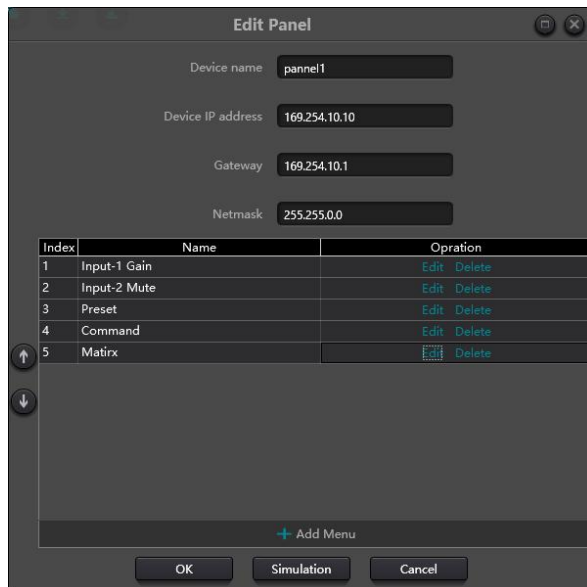 Edit Panel
Device name pannel1
Device IP address 169.254.10.10
Gateway 169.254.10.1
Netmask 255.255.0.0
Index Name Opration
1 Input-1 Gain Edit Delete
2 Input-2 Mute Edit Delete
3 Preset Edit Delete
4 Command Edit Delete
5 Matirx Edit Delete
+ Add Menu
OK Simulation Cancel